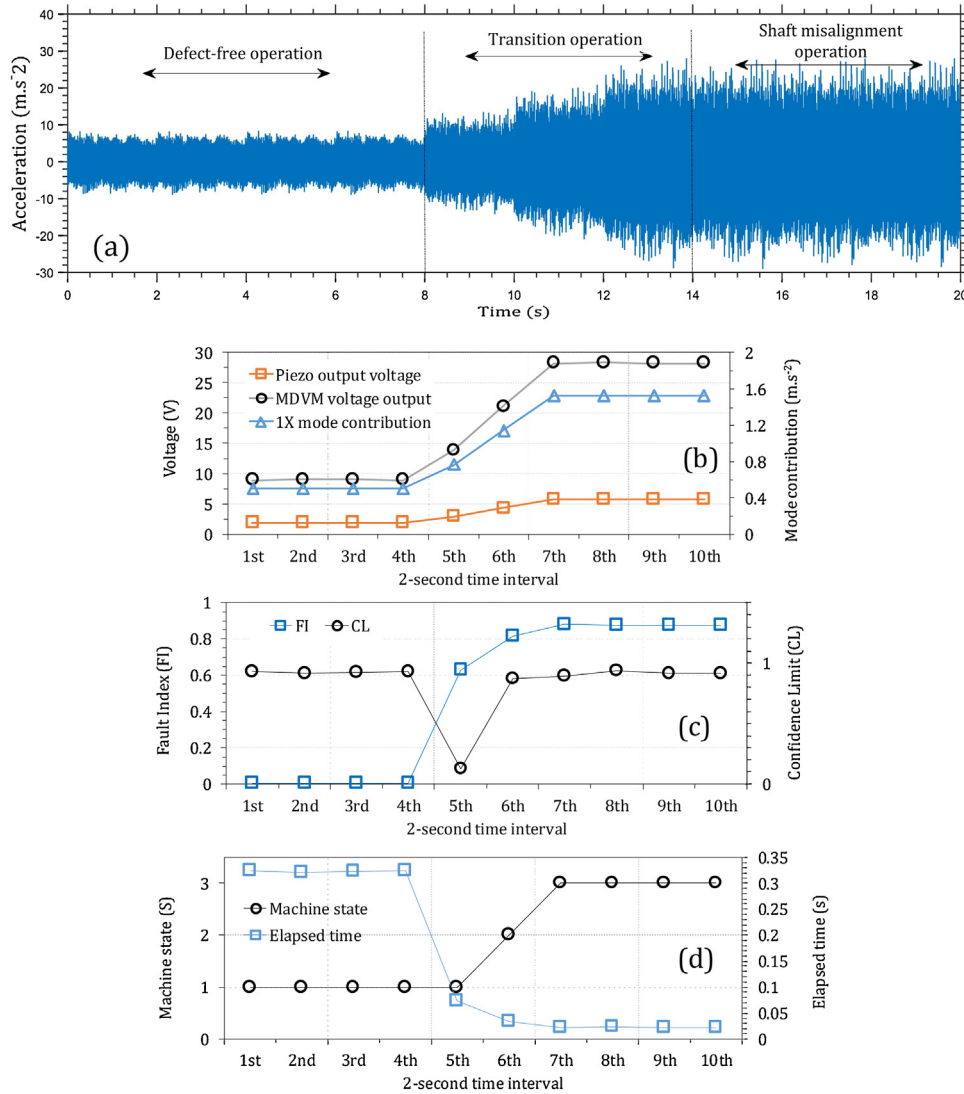 40
30
20
10
0
-10
-20
-30
Acceleration (m.s-2)
Defect-free operation
Transition operation
Shaft misalignment
operation
(a)
0 2 4 6 8 10 12 14 16 18 20
Time (s)
30
25
20
15
10
5
0
Voltage (V)
Piezo output voltage
MDVM voltage output
1X mode contribution
(b)
2
1.6
1.2
0.8
0.4
0
Mode contribution (m.s-2)
1st 2nd 3rd 4th 5th 6th 7th 8th 9th 10th
2-second time interval
1
0.8
0.6
0.4
0.2
0
Fault Index (FI)
FI CL
(c)
1
0
Confidence Limit (CL)
1st 2nd 3rd 4th 5th 6th 7th 8th 9th 10th
2-second time interval
3
2
1
0
Machine state (S)
Machine state
Elapsed time
(d)
0.35
0.3
0.25
0.2
0.15
0.1
0.05
0
Elapsed time (s)
1st 2nd 3rd 4th 5th 6th 7th 8th 9th 10th
2-second time interval